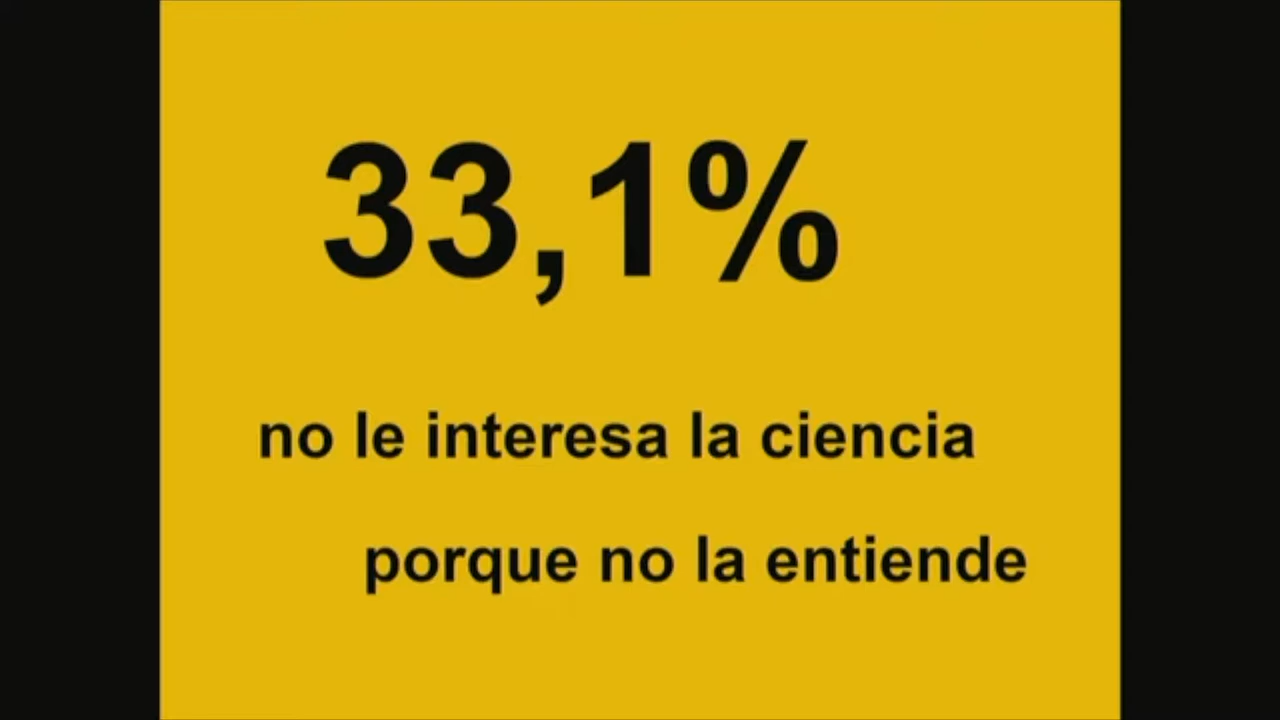 33,1%
no le interesa la ciencia
porque no la entiende